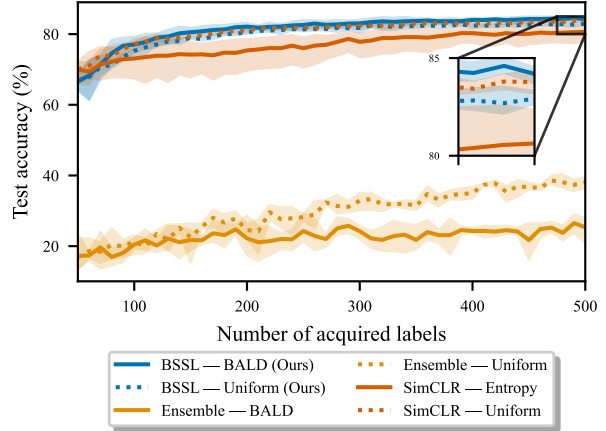 Test accuracy (%)
80
60
40
20
85
80
100
200
300
400
500
Number of acquired labels
BSSL — BALD (Ours)
BSSL — Uniform (Ours)
Ensemble — BALD
Ensemble — Uniform
SimCLR — Entropy
SimCLR — Uniform